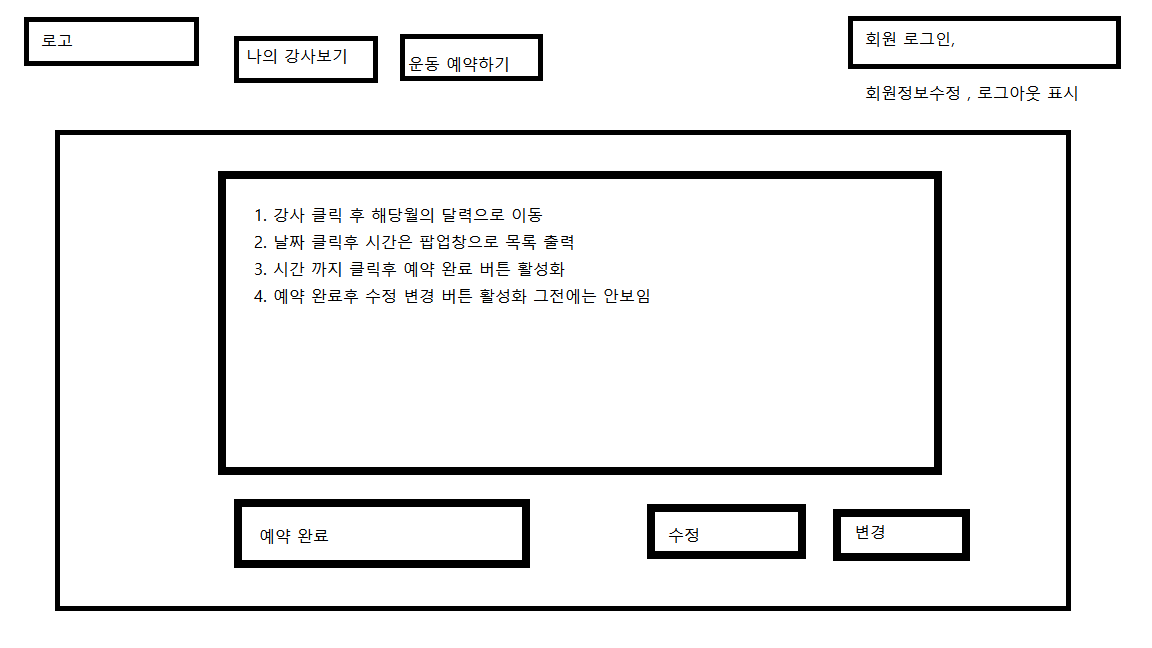 로고
나의 강사보기
운동 예약하기
회원 로그인,
회원정보수정 , 로그아웃 표시
1. 강사 클릭 후 해당월의 달력으로 이동
2. 날짜 클릭후 시간은 팝업창으로 목록 출력
3. 시간 까지 클릭후 예약 완료 버튼 활성화
4. 예약 완료후 수정 변경 버튼 활성화 그전에는 안보임
예약 완료
수정
변경